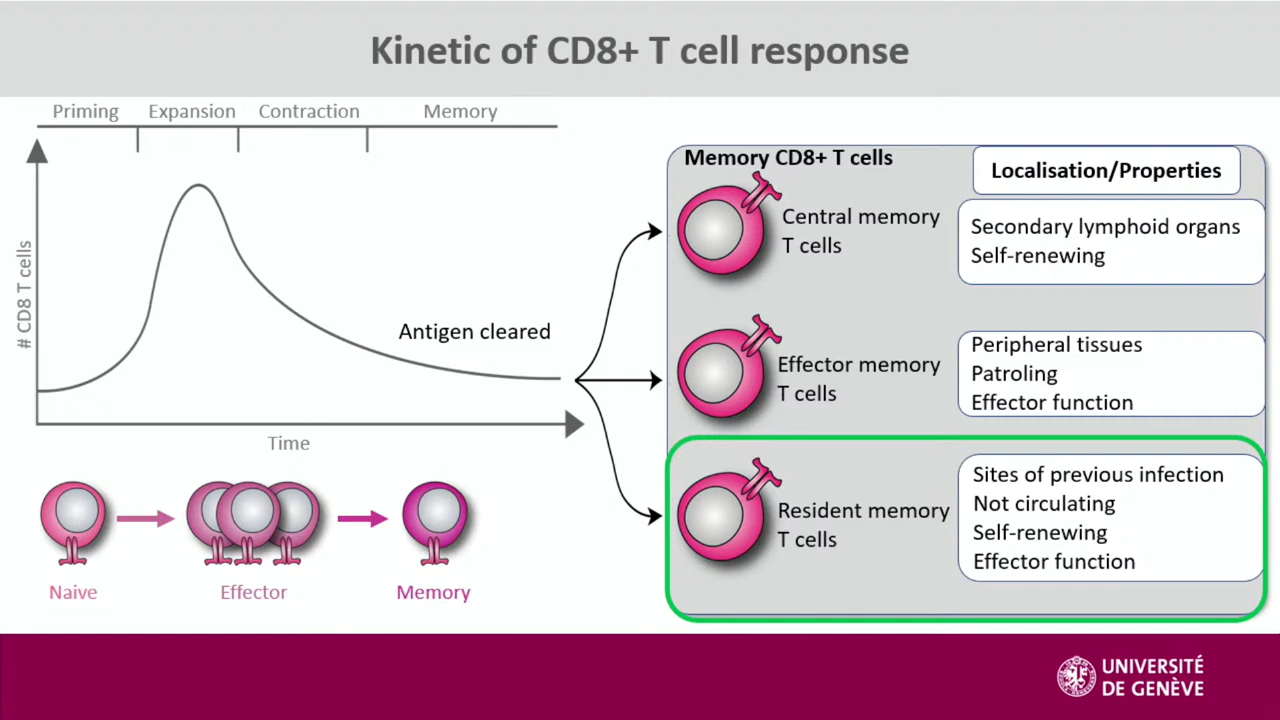 Kinetic of CD8+ T cell response
Priming
Expansion
Contraction
Memory
# CD8 T cells
Antigen cleared
Time
Naive
Effector
Memory
Memory CD8+ T cells
Localisation/Properties
Central memory
T cells
Secondary lymphoid organs
Self-renewing
Effector memory
T cells
Peripheral tissues
Patroling
Effector function
Resident memory
T cells
Sites of previous infection
Not circulating
Self-renewing
Effector function
UNIVERSITÉ
DE GENÈVE